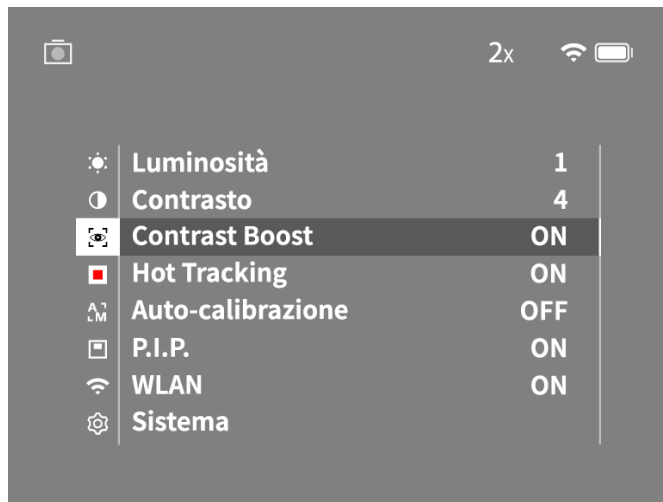 2x
Luminosità 1
Contrasto 4
Contrast Boost ON
Hot Tracking ON
A M Auto-calibrazione OFF
P.I.P. ON
WLAN ON
Sistema